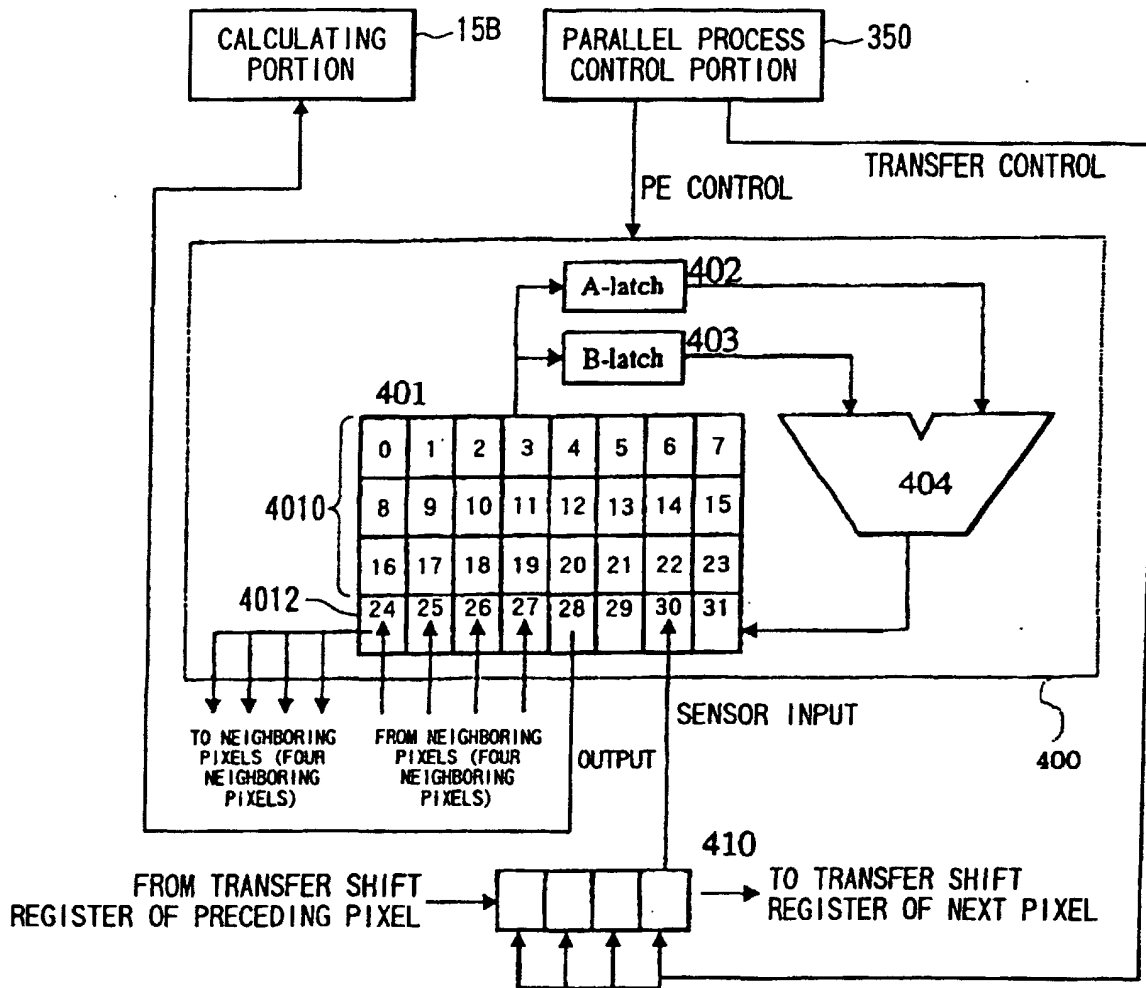 CALCULATING
PORTION
15B
PARALLEL PROCESS
CONTROL PORTION
350
TRANSFER CONTROL
PE CONTROL
A-latch
402
B-latch
403
401
404
4010
0 1 2 3 4 5 6 7
8 9 10 11 12 13 14 15
16 17 18 19 20 21 22 23
4012
24 25 26 27 28 29 30 31
TO NEIGHBORING
PIXELS (FOUR
NEIGHBORING
PIXELS)
FROM NEIGHBORING
PIXELS (FOUR
NEIGHBORING
PIXELS)
OUTPUT
SENSOR INPUT
400
410
FROM TRANSFER SHIFT
REGISTER OF PRECEDING PIXEL
TO TRANSFER SHIFT
REGISTER OF NEXT PIXEL